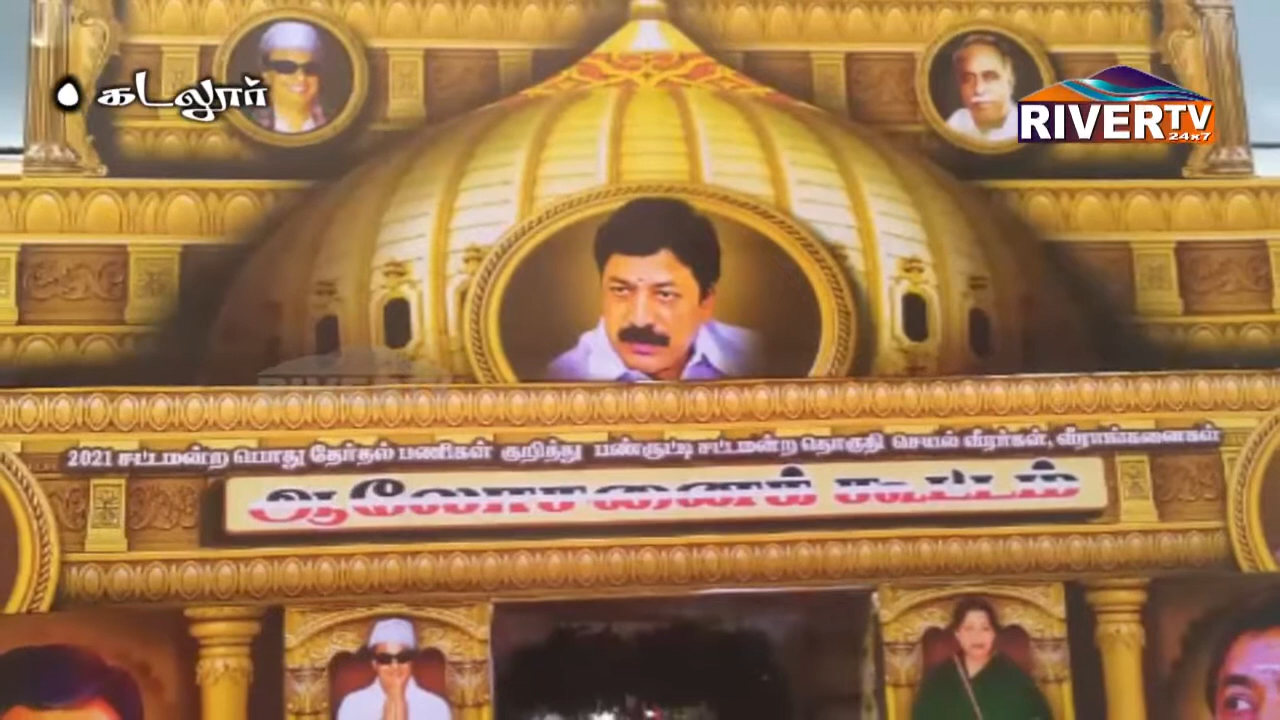 கடலூர்
RIVERTV
24x7
2021 சட்டமன்ற பொது தேர்தல் பணிகள் குறித்து பண்ருட்டி சட்டமன்ற தொகுதி செயல் வீரர்கள், வீராங்கனைகள்
ஆலோசனைக் கூட்டம்